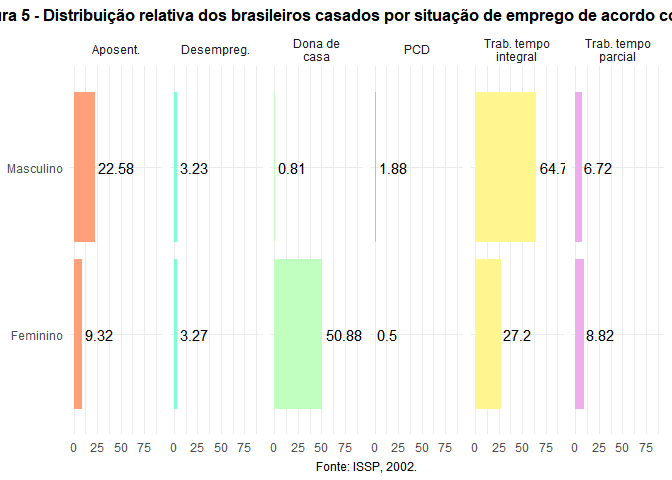 ra 5 - Distribuição relativa dos brasileiros casados por situação de emprego de acordo co
Aposent.
Desempreg.
Dona de
casa
PCD
Trab. tempo
integral
Trab. tempo
parcial
Masculino
22.58
3.23
0.81
1.88
64.7
6.72
Feminino
9.32
3.27
50.88
0.5
27.2
8.82
0 25 50 75 0 25 50 75 0 25 50 75 0 25 50 75 0 25 50 75 0 25 50 75
Fonte: ISSP, 2002.